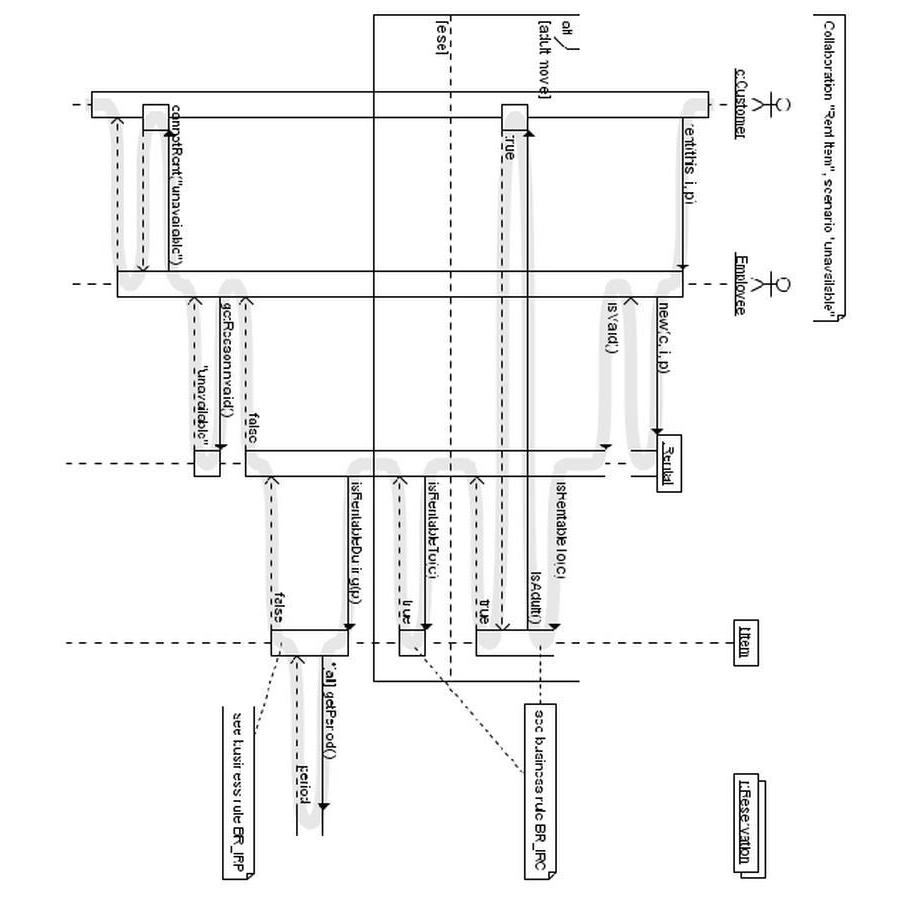 Collaboration "Rent Item", scenario "unavailable"
c:Customer
Employee
:Rental
i:Item
r:Reservation
rent(this, i, p)
new(c, i, p)
isValid()
alt
[adult movie]
isRentableTo(c)
isAdult()
true
true
see business rule BR_IRC
[else]
isRentableTo(c)
true
isRentableDuring(p)
*[all] getPeriod()
period
false
see business rule BR_IRP
false
getReasonInvalid()
"unavailable"
cannotRent("unavailable")